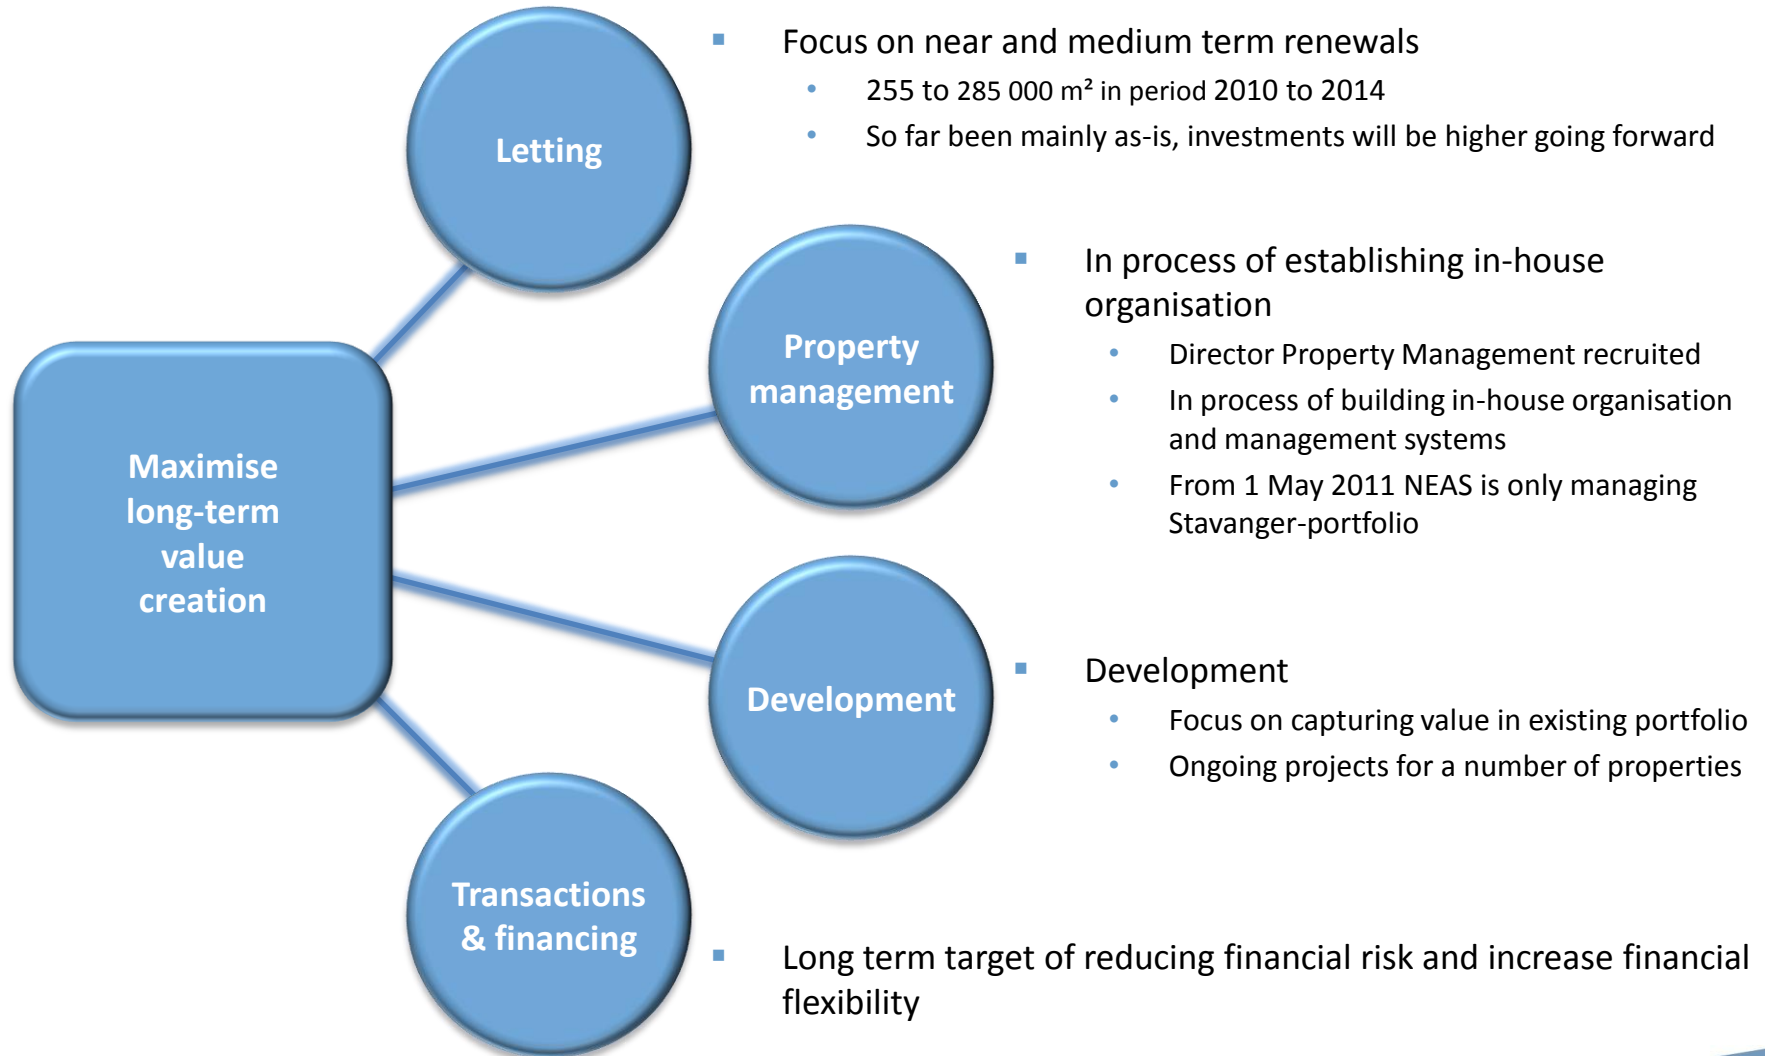 Focus on near and medium term renewals
255 to 285 000 m² in period 2010 to 2014
So far been mainly as-is, investments will be higher going forward
Letting
In process of establishing in-house
organisation
Director Property Management recruited
In process of building in-house organisation
and management systems
From 1 May 2011 NEAS is only managing
Stavanger-portfolio
Property
management
Maximise
long-term
value
creation
Development
Development
Focus on capturing value in existing portfolio
Ongoing projects for a number of properties
Transactions
& financing
Long term target of reducing financial risk and increase financial
flexibility